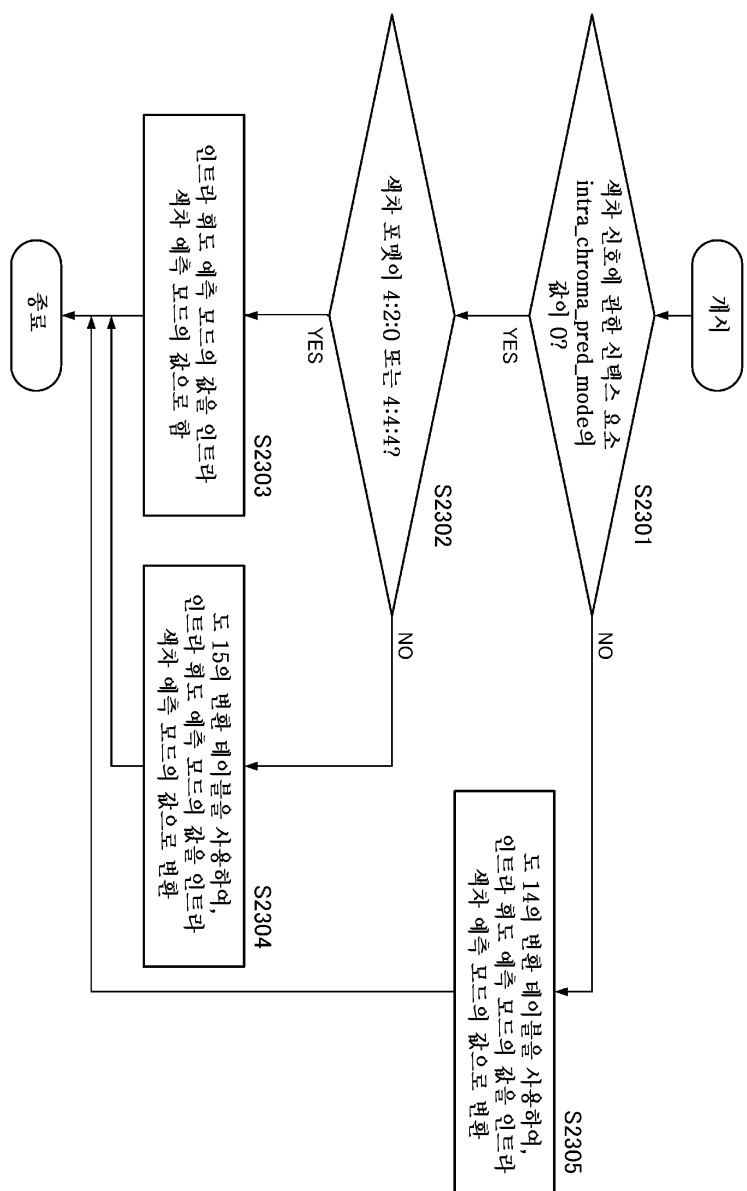 개시
S2301
색차 신호에 관한 신택스 요소
intra_chroma_pred_mode의
값이 0?
YES
NO
S2302
색차 포맷이 4:2:0 또는 4:4:4?
YES
NO
S2303
인트라 휘도 예측 모드의 값을 인트라
색차 예측 모드의 값으로 함
S2304
도 15의 변환 테이블을 사용하여,
인트라 휘도 예측 모드의 값을 인트라
색차 예측 모드의 값으로 변환
S2305
도 14의 변환 테이블을 사용하여,
인트라 휘도 예측 모드의 값을 인트라
색차 예측 모드의 값으로 변환
종료